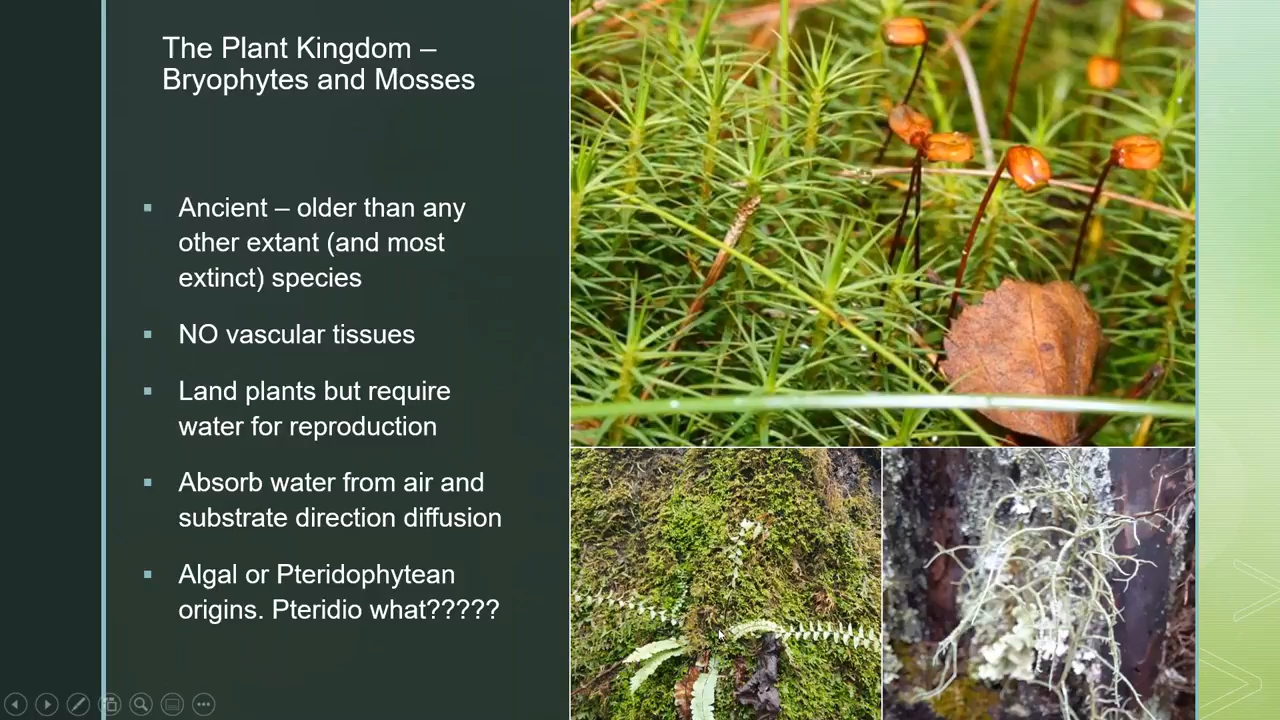 The Plant Kingdom –
Bryophytes and Mosses
Ancient – older than any
other extant (and most
extinct) species
NO vascular tissues
Land plants but require
water for reproduction
Absorb water from air and
substrate direction diffusion
Algal or Pteridophytean
origins. Pteridio what?????